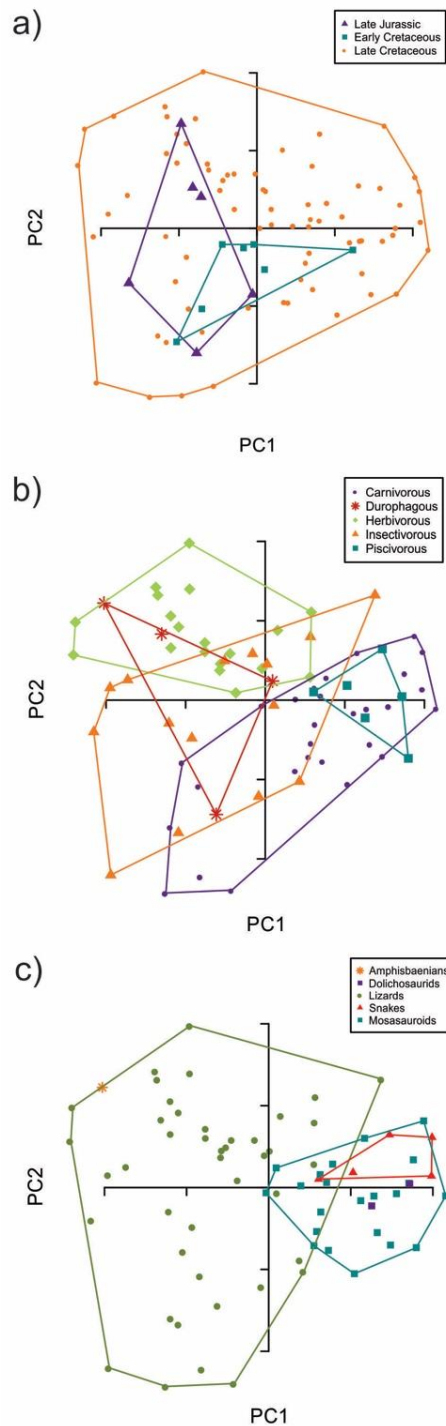 a)
Late Jurassic
Early Cretaceous
Late Cretaceous
PC2
PC1
b)
Carnivorous
Durophagous
Herbivorous
Insectivorous
Piscivorous
PC2
PC1
c)
Amphisbaenians
Dolichosaurids
Lizards
Snakes
Mosasauroids
PC2
PC1